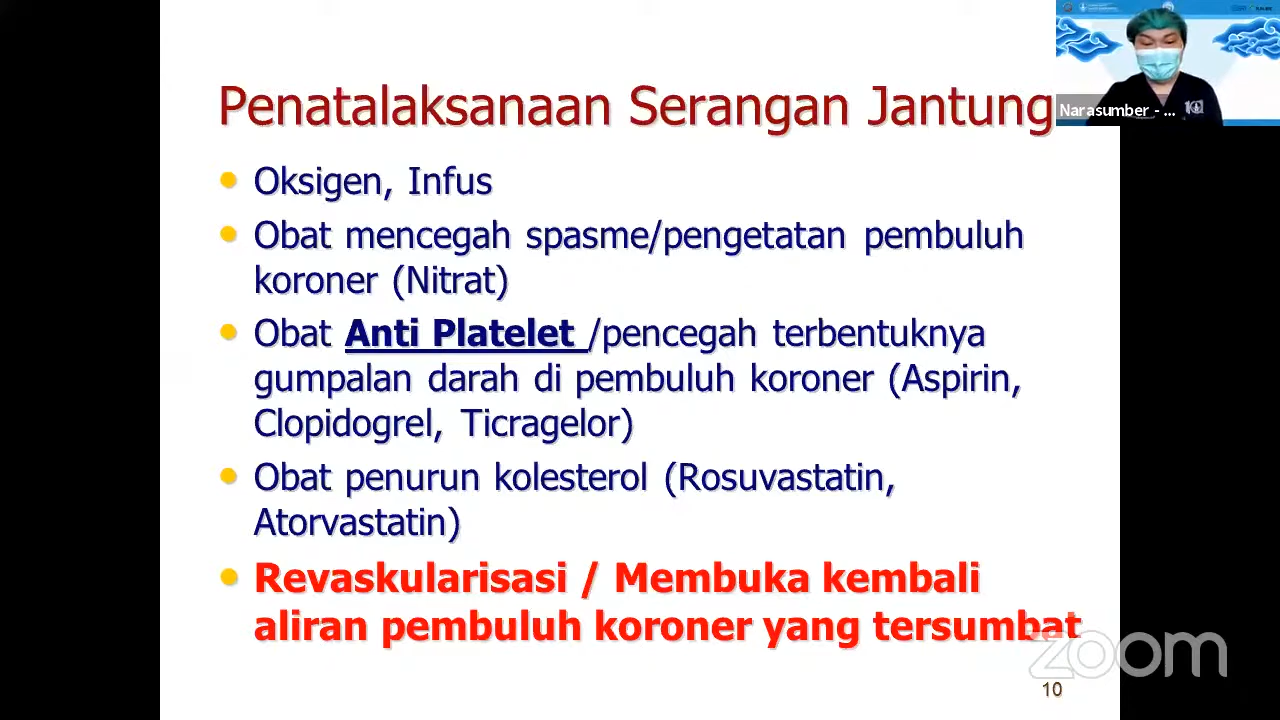 Penatalaksanaan Serangan Jantung
Narasumber - ...
Oksigen, Infus
Obat mencegah spasme/pengetatan pembuluh
koroner (Nitrat)
Obat Anti Platelet /pencegah terbentuknya
gumpalan darah di pembuluh koroner (Aspirin,
Clopidogrel, Ticragelor)
Obat penurun kolesterol (Rosuvastatin,
Atorvastatin)
Revaskularisasi / Membuka kembali
aliran pembuluh koroner yang tersumbat
zoom
10